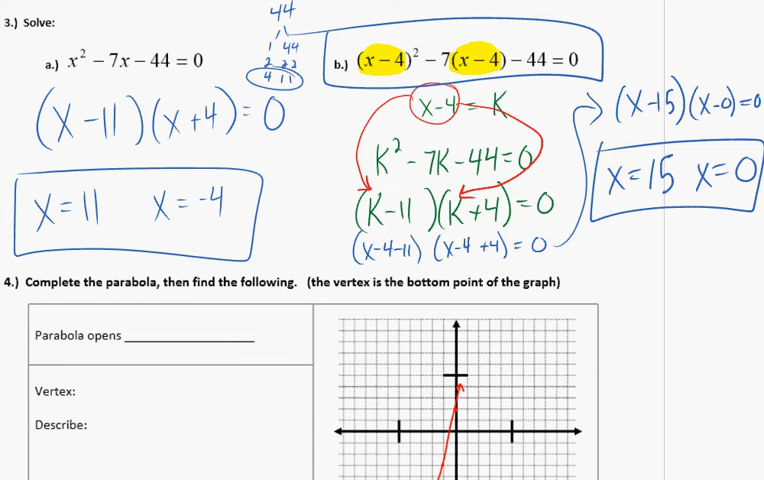 3.) Solve:
44
1 44
2 22
4 11
a.) x² − 7x − 44 = 0
b.) (x − 4)² − 7(x − 4) − 44 = 0
(x − 11)(x + 4) = 0
x = 11 x = −4
x − 4 = K
K² − 7K − 44 = 0
(K − 11)(K + 4) = 0
(x − 4 − 11)(x − 4 + 4) = 0
(x − 15)(x − 0) = 0
x = 15 x = 0
4.) Complete the parabola, then find the following. (the vertex is the bottom point of the graph)
Parabola opens ____________________
Vertex:
Describe: